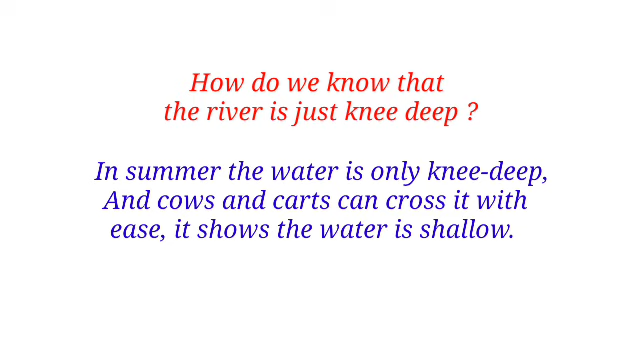 How do we know that
the river is just knee deep ?
In summer the water is only knee-deep,
And cows and carts can cross it with
ease, it shows the water is shallow.